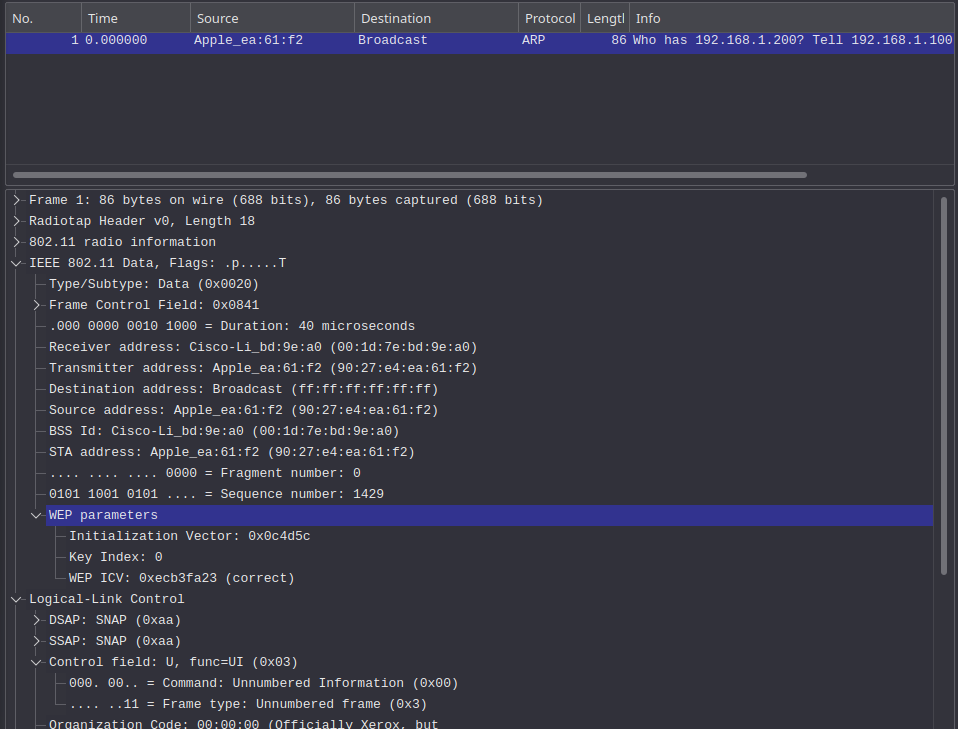 No. Time Source Destination Protocol Lengtl Info
1 0.000000 Apple_ea:61:f2 Broadcast ARP 86 Who has 192.168.1.200? Tell 192.168.1.100
Frame 1: 86 bytes on wire (688 bits), 86 bytes captured (688 bits)
Radiotap Header v0, Length 18
802.11 radio information
IEEE 802.11 Data, Flags: .p.....T
Type/Subtype: Data (0x0020)
Frame Control Field: 0x0841
.000 0000 0010 1000 = Duration: 40 microseconds
Receiver address: Cisco-Li_bd:9e:a0 (00:1d:7e:bd:9e:a0)
Transmitter address: Apple_ea:61:f2 (90:27:e4:ea:61:f2)
Destination address: Broadcast (ff:ff:ff:ff:ff:ff)
Source address: Apple_ea:61:f2 (90:27:e4:ea:61:f2)
BSS Id: Cisco-Li_bd:9e:a0 (00:1d:7e:bd:9e:a0)
STA address: Apple_ea:61:f2 (90:27:e4:ea:61:f2)
.... .... .... 0000 = Fragment number: 0
0101 1001 0101 .... = Sequence number: 1429
WEP parameters
Initialization Vector: 0x0c4d5c
Key Index: 0
WEP ICV: 0xecb3fa23 (correct)
Logical-Link Control
DSAP: SNAP (0xaa)
SSAP: SNAP (0xaa)
Control field: U, func=UI (0x03)
000. 00.. = Command: Unnumbered Information (0x00)
.... ..11 = Frame type: Unnumbered frame (0x3)
Organization Code: 00:00:00 (Officially Xerox, but